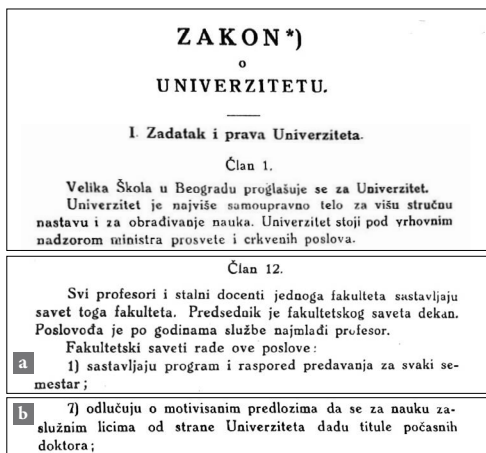 ZAKON*)
o
UNIVERZITETU.
I. Zadatak i prava Univerziteta.
Član 1.
Velika Škola u Beogradu proglašuje se za Univerzitet.
Univerzitet je najviše samoupravno telo za višu stručnu
nastavu i za obrađivanje nauka. Univerzitet stoji pod vrhovnim
nadzorom ministra prosvete i crkvenih poslova.
Član 12.
Svi profesori i stalni docenti jednoga fakulteta sastavljaju
savet toga fakulteta. Predsednik je fakultetskog saveta dekan.
Poslovođa je po godinama službe najmlađi profesor.
Fakultetski saveti rade ove poslove:
a 1) sastavljaju program i raspored predavanja za svaki se-
mestar;
b 7) odlučuju o motivisanim predlozima da se za nauku za-
služnim licima od strane Univerziteta dadu titule počasnih
doktora;